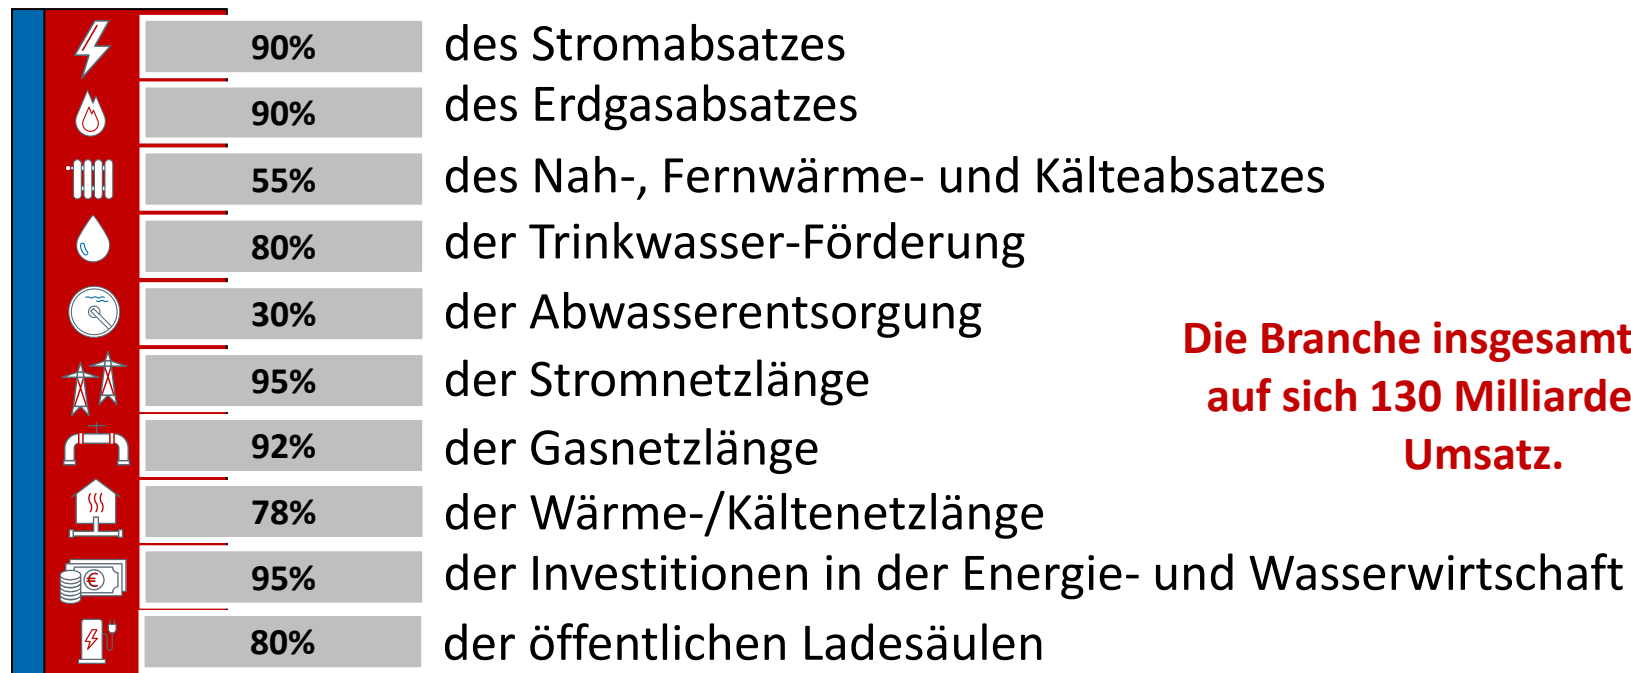 90% des Stromabsatzes
90% des Erdgasabsatzes
55% des Nah-, Fernwärme- und Kälteabsatzes
80% der Trinkwasser-Förderung
30% der Abwasserentsorgung
95% der Stromnetzlänge
92% der Gasnetzlänge
78% der Wärme-/Kältenetzlänge
95% der Investitionen in der Energie- und Wasserwirtschaft
80% der öffentlichen Ladesäulen
Die Branche insgesamt
auf sich 130 Milliarde
Umsatz.
€